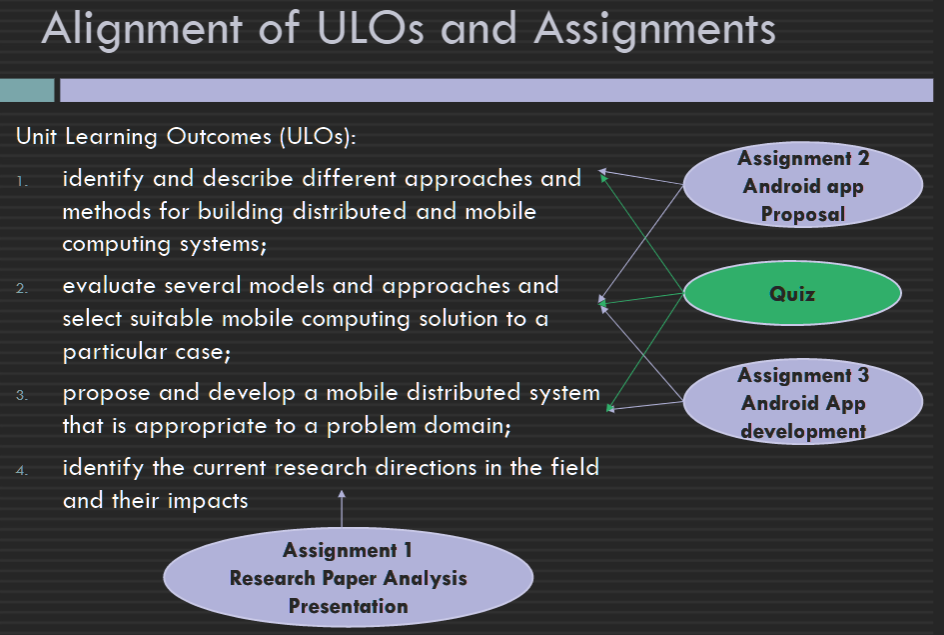 Alignment of ULOs and Assignments
Unit Learning Outcomes (ULOs):
1. identify and describe different approaches and
methods for building distributed and mobile
computing systems;
2. evaluate several models and approaches and
select suitable mobile computing solution to a
particular case;
3. propose and develop a mobile distributed system
that is appropriate to a problem domain;
4. identify the current research directions in the field
and their impacts
Assignment 2
Android app
Proposal
Quiz
Assignment 3
Android App
development
Assignment 1
Research Paper Analysis
Presentation